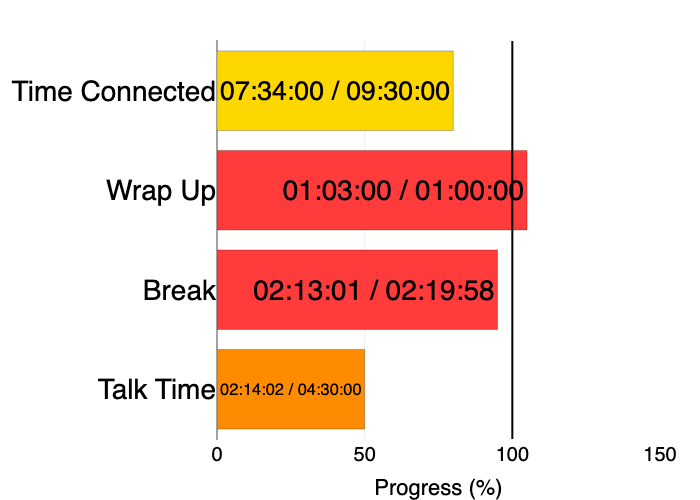 Time Connected 07:34:00 / 09:30:00
Wrap Up 01:03:00 / 01:00:00
Break 02:13:01 / 02:19:58
Talk Time 02:14:02 / 04:30:00
0 50 100 150
Progress (%)